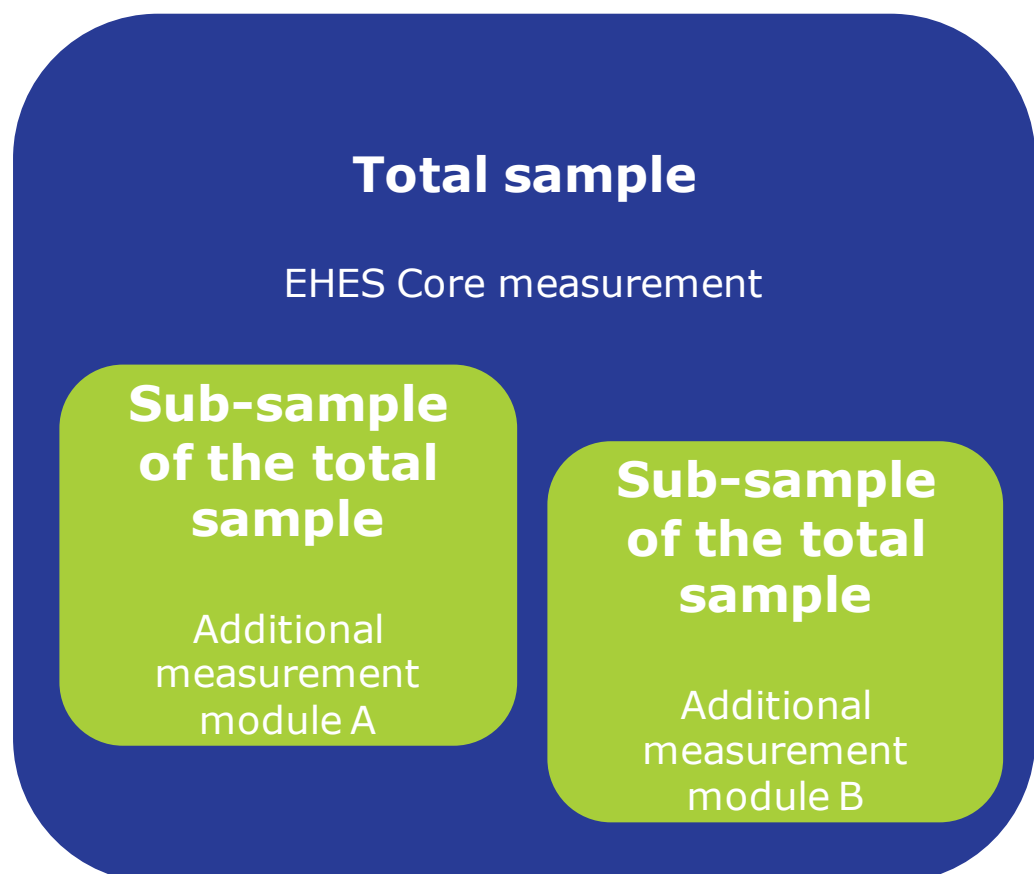 Total sample
EHES Core measurement
Sub-sample
of the total
sample
Additional
measurement
module A
Sub-sample
of the total
sample
Additional
measurement
module B